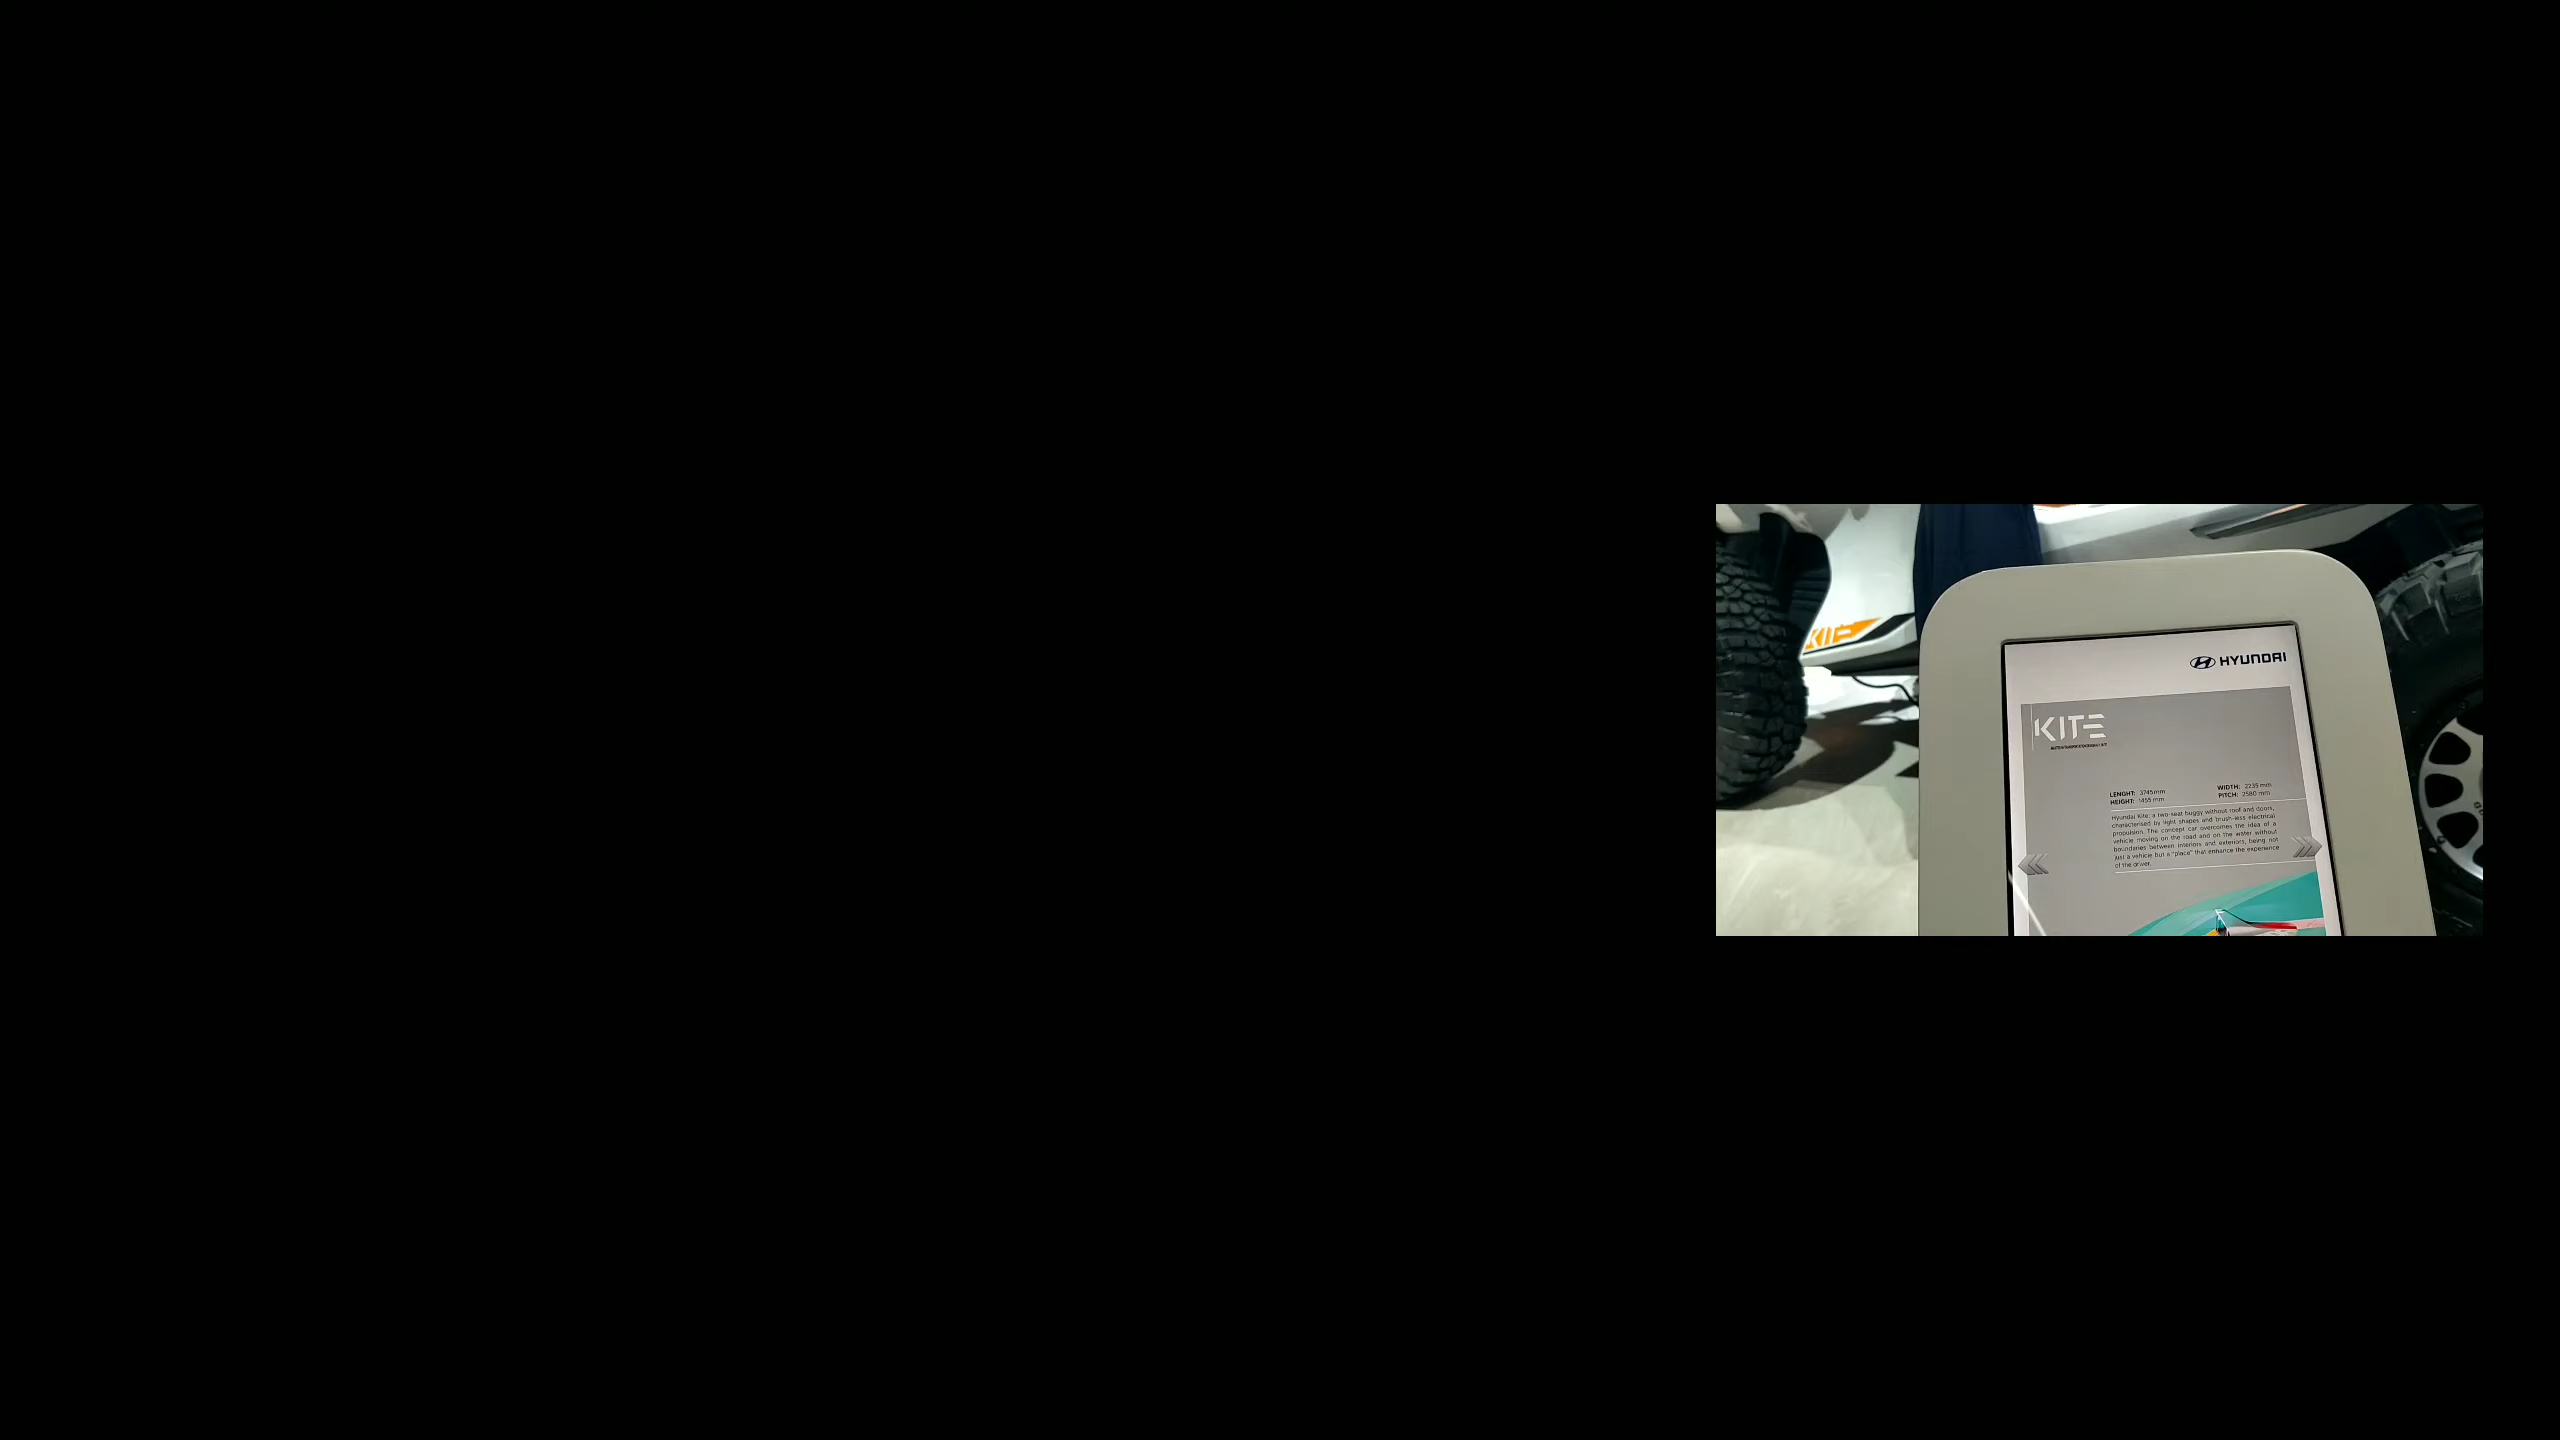 KITE
HYUNDAI
KITE
LENGHT: 3745mm
WIDTH: 2235 mm
HEIGHT: 1455 mm
PITCH: 2580 mm
Hyundai Kite: a two-seat buggy without roof and doors,
characterised by light shapes and brush-less electrical
propulsion. The concept car overcomes the idea of a
vehicle moving on the road and on the water without
boundaries between interiors and exteriors, being not
just a vehicle but a "place" that enhance the experience
of the driver.